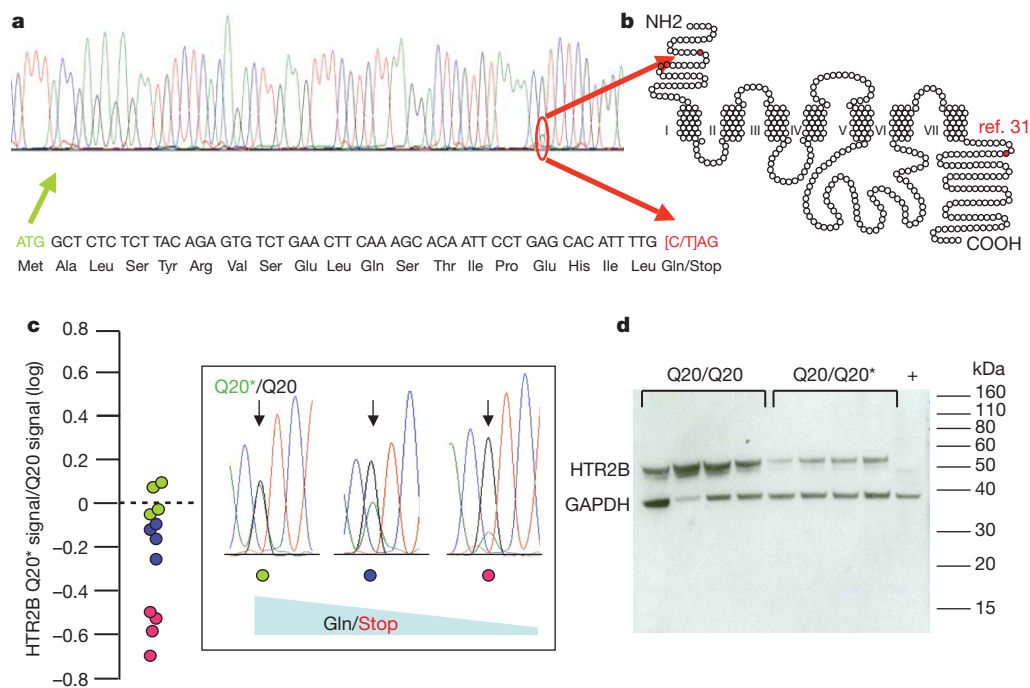 a
b
NH2
I II III IV V VI VII
ref. 31
COOH
ATG GCT CTC TCT TAC AGA GTG TCT GAA CTT CAA AGC ACA ATT CCT GAG CAC ATT TTG [C/T]AG
Met Ala Leu Ser Tyr Arg Val Ser Glu Leu Gln Ser Thr Ile Pro Glu His Ile Leu Gln/Stop
c
HTR2B Q20* signal/Q20 signal (log)
0.8
0.6
0.4
0.2
0
−0.2
−0.4
−0.6
−0.8
Q20*/Q20
Gln/Stop
d
Q20/Q20 Q20/Q20* + kDa
HTR2B
GAPDH
160
110
80
60
50
40
30
20
15